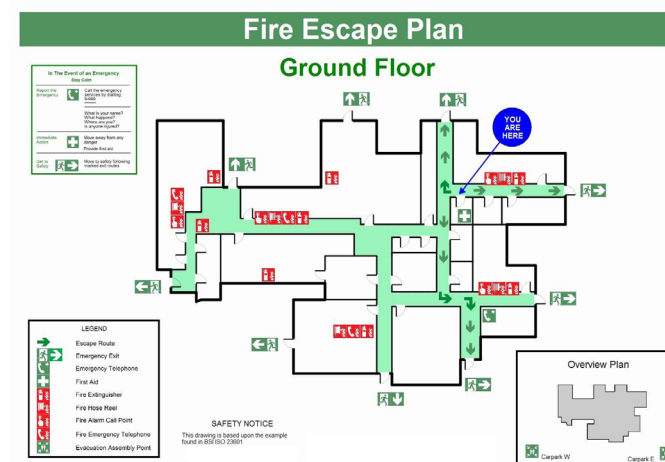 Fire Escape Plan
Ground Floor
In The Event of an Emergency
Stay Calm
Report the
Emergency
Call the emergency
services by dialling;
What is your name?
What happened?
Where are you?
Is anyone injured?
Immediate
Action
Move away from any
danger
Provide first aid
Get to
Safety
Move to safety following
marked exit routes
YOU
ARE
HERE
LEGEND
Escape Route
Emergency Exit
Emergency Telephone
First Aid
Fire Extinguisher
Fire Hose Reel
Fire Alarm Call Point
Fire Emergency Telephone
Evacuation Assembly Point
SAFETY NOTICE
This drawing is based upon the example
found in BSI ISO 23601
Overview Plan
Carpark W
Carpark E